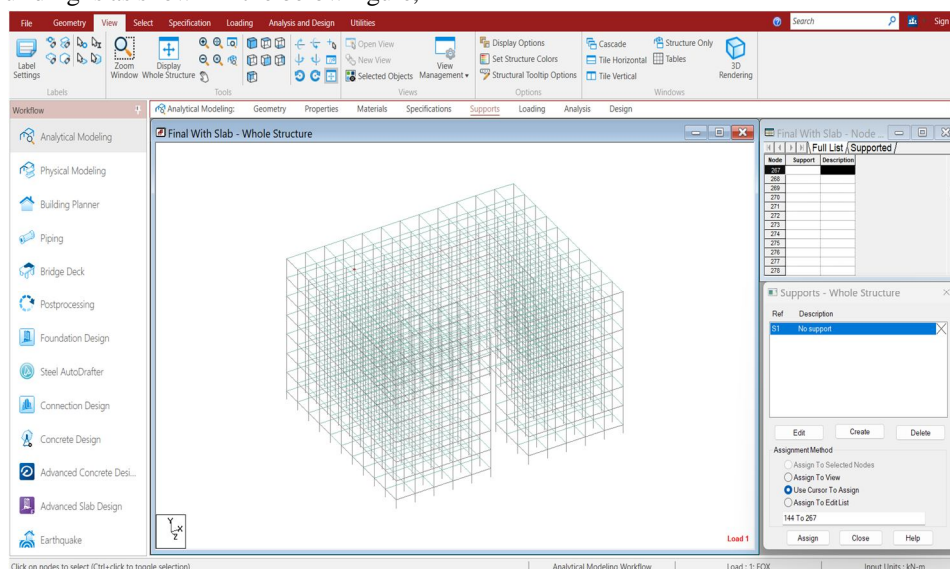 File Geometry View Select Specification Loading Analysis and Design Utilities Search Sign
Label Settings
Zoom Window
Display Whole Structure
Open View
New View
Selected Objects
View Management
Display Options
Set Structure Colors
Structural Tooltip Options
Cascade
Tile Horizontal
Tile Vertical
Structure Only
Tables
3D Rendering
Labels Tools Views Options Windows
Workflow
Analytical Modeling: Geometry Properties Materials Specifications Supports Loading Analysis Design
Analytical Modeling
Physical Modeling
Building Planner
Piping
Bridge Deck
Postprocessing
Foundation Design
Steel AutoDrafter
Connection Design
Concrete Design
Advanced Concrete Desi...
Advanced Slab Design
Earthquake
Final With Slab - Whole Structure
Y
X
Z
Load 1
Final With Slab - Node ...
Full List Supported
Node Support Description
267
268
269
270
271
272
273
274
275
276
277
278
Supports - Whole Structure
Ref Description
S1 No support
Edit Create Delete
Assignment Method
Assign To Selected Nodes
Assign To View
Use Cursor To Assign
Assign To Edit List
144 To 267
Assign Close Help
Click on nodes to select (Ctrl+click to toggle selection) Analytical Modeling Workflow Load : 1: EQX Input Units : kN-m